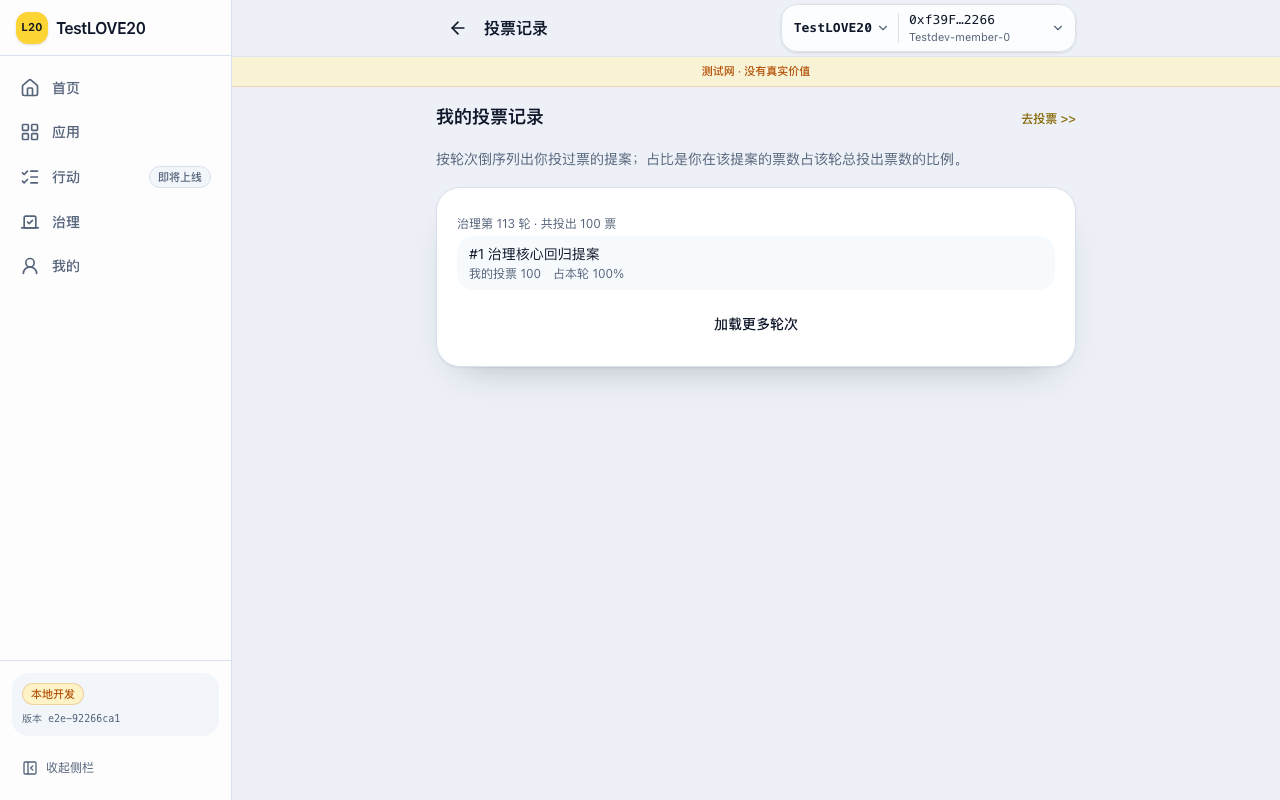 L20 TestLOVE20
首页
应用
行动 即将上线
治理
我的
本地开发
版本 e2e-92266ca1
收起侧栏
投票记录
TestLOVE20
0xf39F…2266
Testdev-member-0
测试网 · 没有真实价值
我的投票记录
去投票 >>
按轮次倒序列出你投过票的提案；占比是你在该提案的票数占该轮总投出票数的比例。
治理第 113 轮 · 共投出 100 票
#1 治理核心回归提案
我的投票 100 占本轮 100%
加载更多轮次